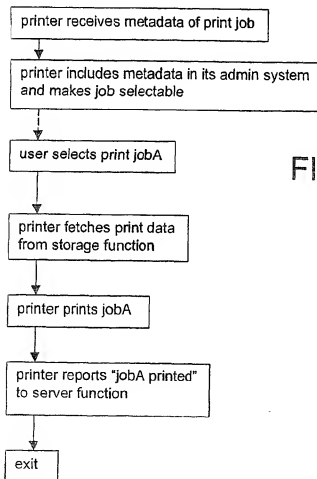 printer receives metadata of print job
printer includes metadata in its admin system
and makes job selectable
user selects print jobA
FI
printer fetches print data
from storage function
printer prints jobA
printer reports "jobA printed"
to server function
exit